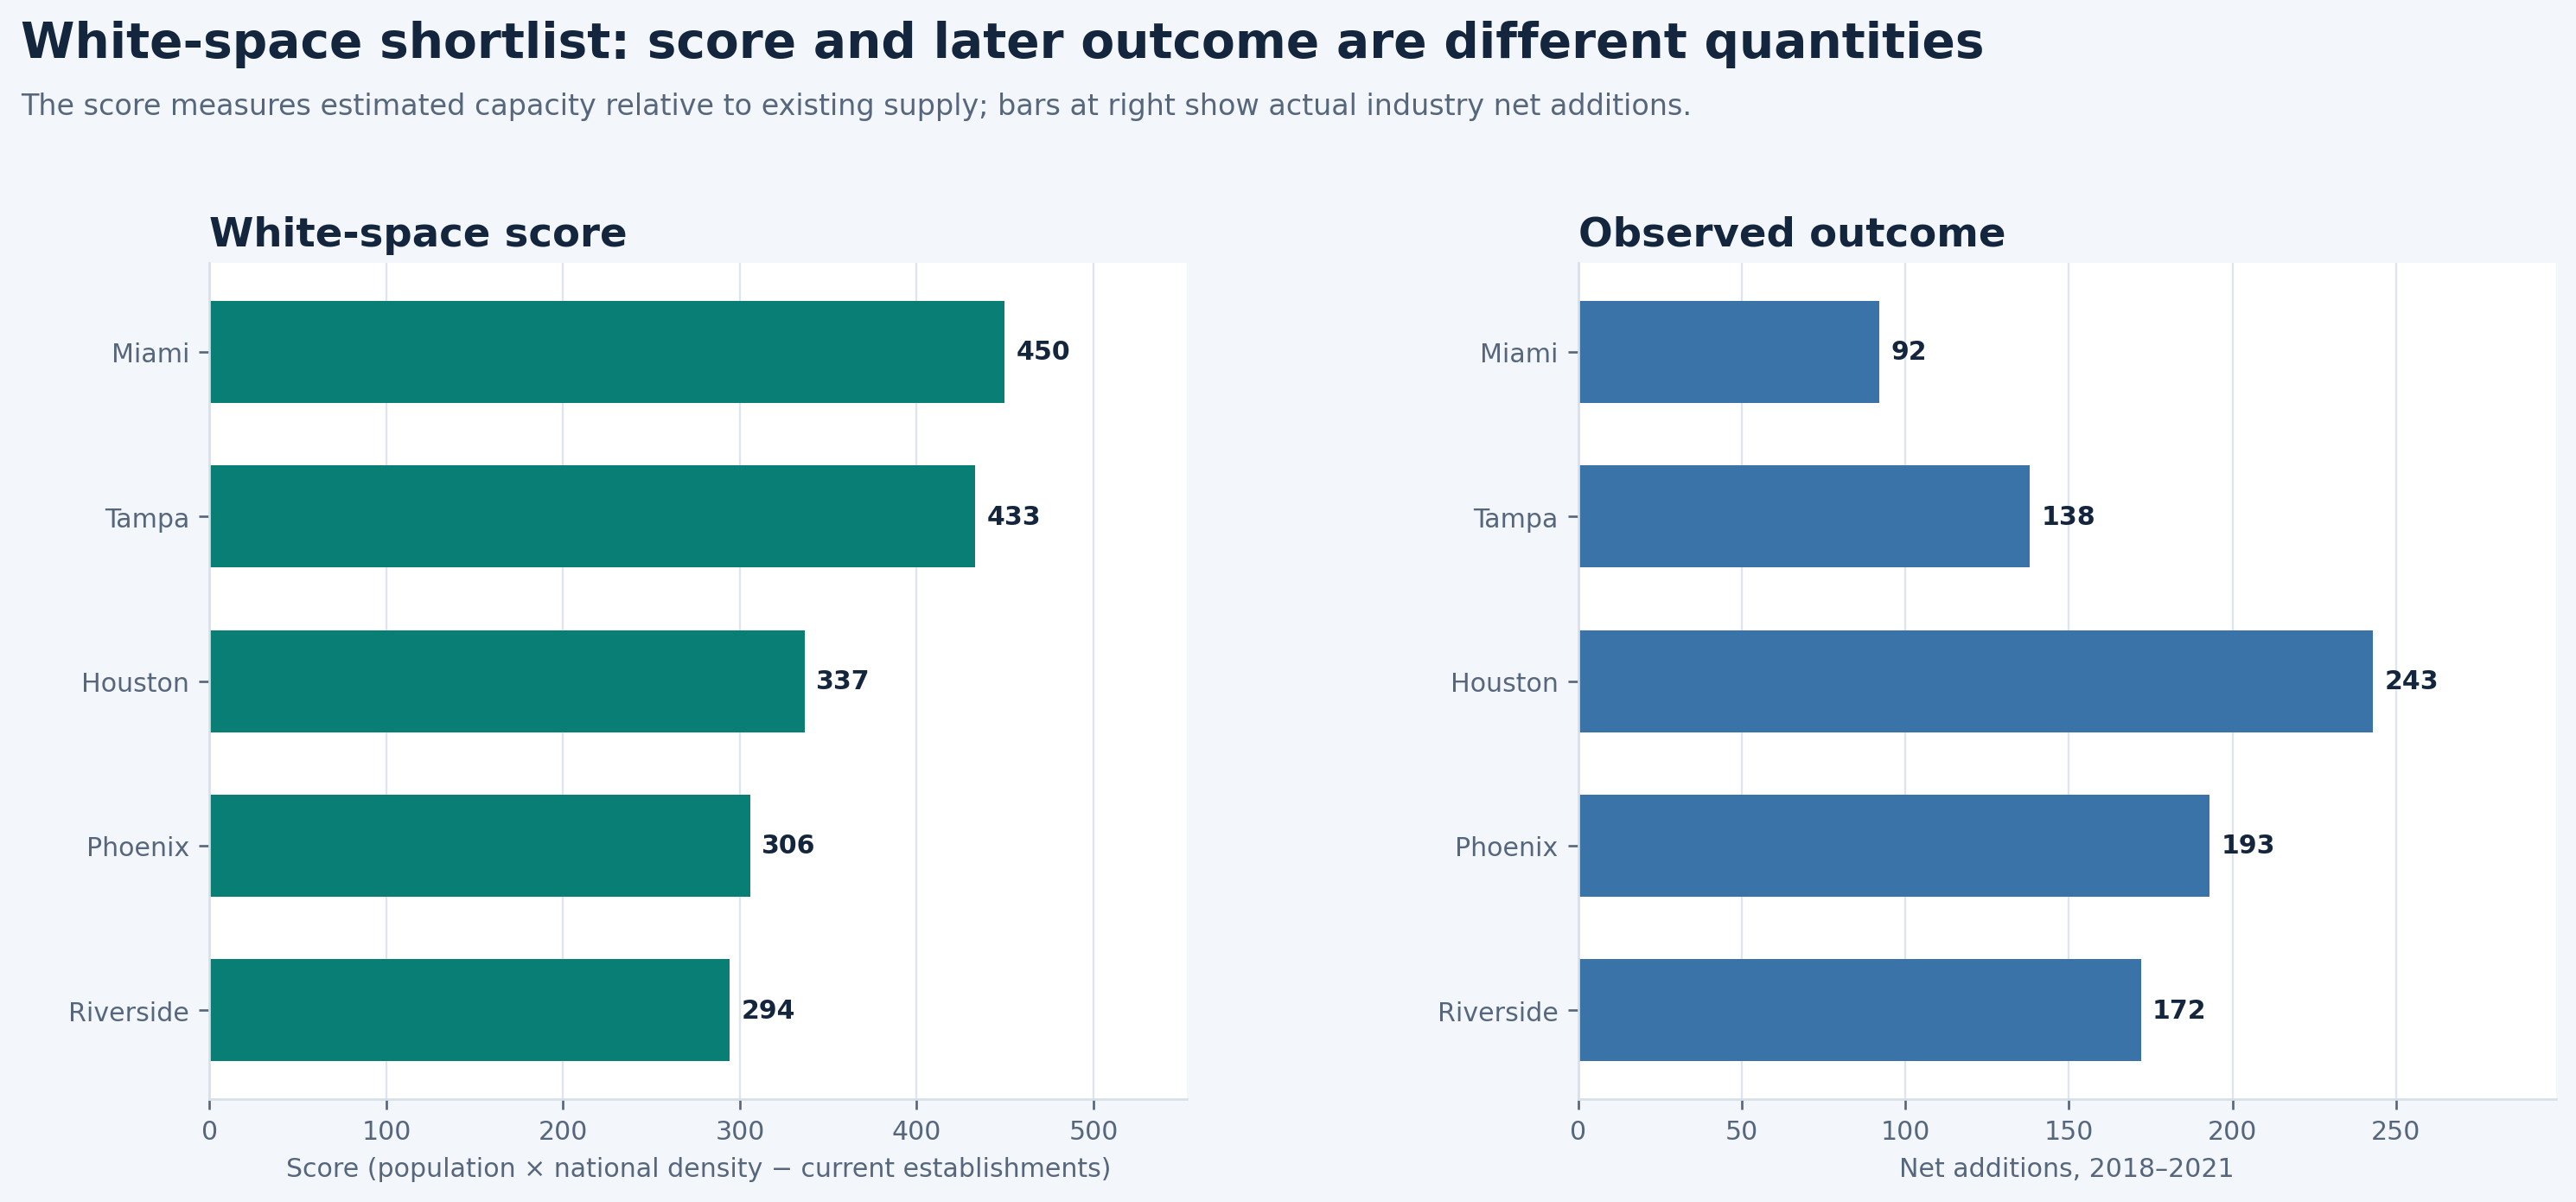 White-space shortlist: score and later outcome are different quantities
The score measures estimated capacity relative to existing supply; bars at right show actual industry net additions.
White-space score
Miami
450
Tampa
433
Houston
337
Phoenix
306
Riverside
294
0 100 200 300 400 500
Score (population × national density − current establishments)
Observed outcome
Miami
92
Tampa
138
Houston
243
Phoenix
193
Riverside
172
0 50 100 150 200 250
Net additions, 2018–2021